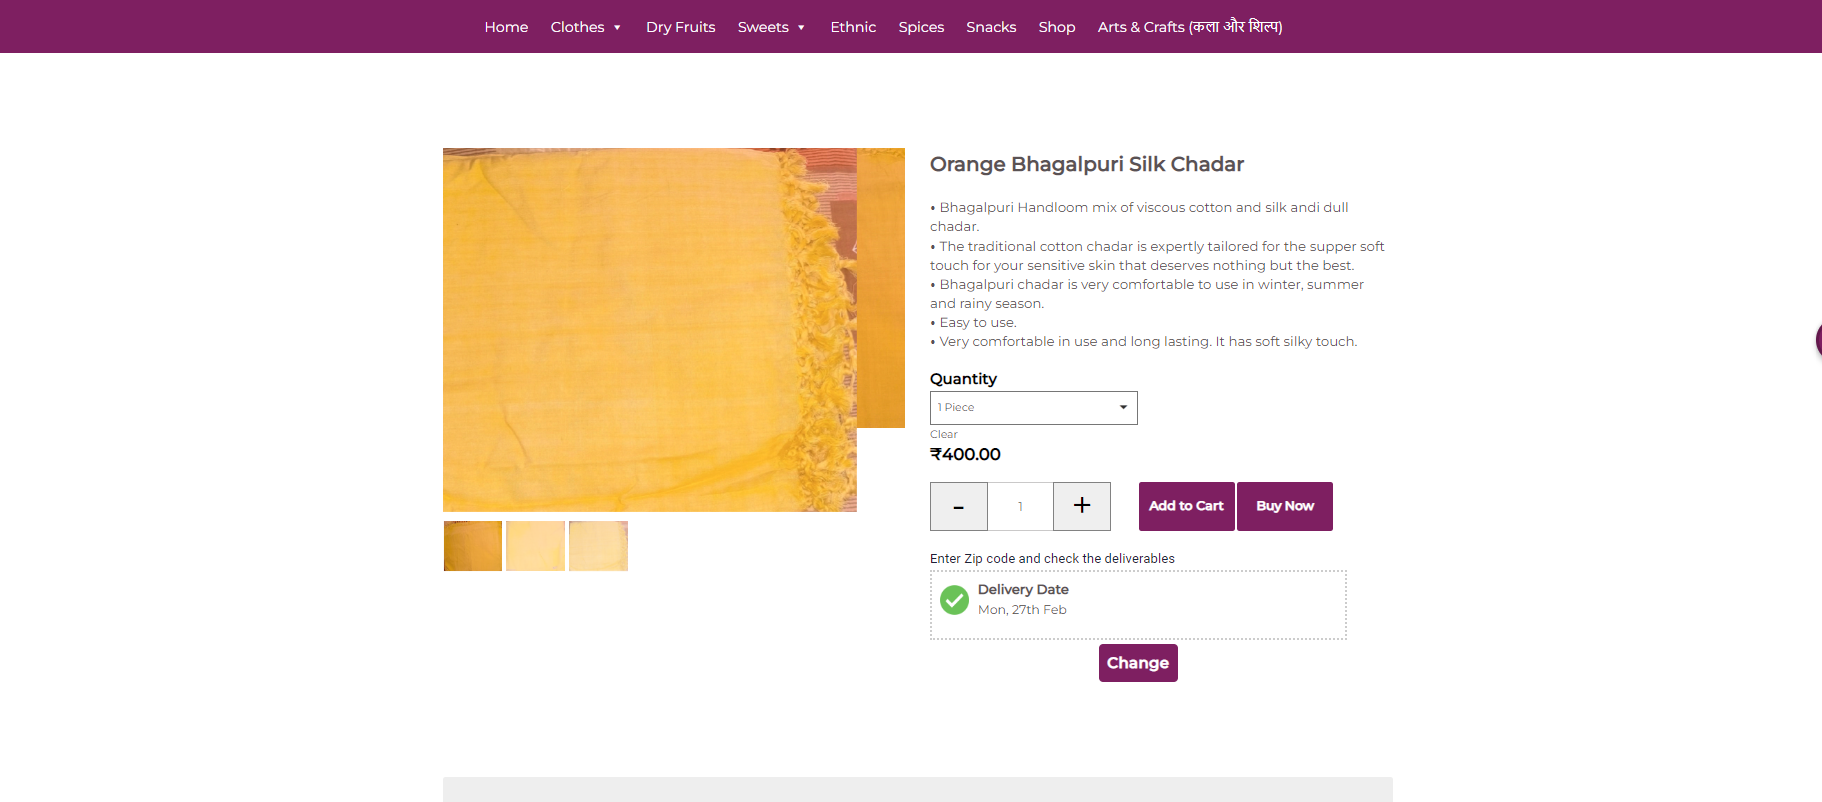 Home Clothes Dry Fruits Sweets Ethnic Spices Snacks Shop Arts & Crafts (कला और शिल्प)
Orange Bhagalpuri Silk Chadar
• Bhagalpuri Handloom mix of viscous cotton and silk andi dull
chadar.
• The traditional cotton chadar is expertly tailored for the supper soft
touch for your sensitive skin that deserves nothing but the best.
• Bhagalpuri chadar is very comfortable to use in winter, summer
and rainy season.
• Easy to use.
• Very comfortable in use and long lasting. It has soft silky touch.
Quantity
1 Piece
Clear
₹400.00
- 1 + Add to Cart Buy Now
Enter Zip code and check the deliverables
Delivery Date
Mon, 27th Feb
Change